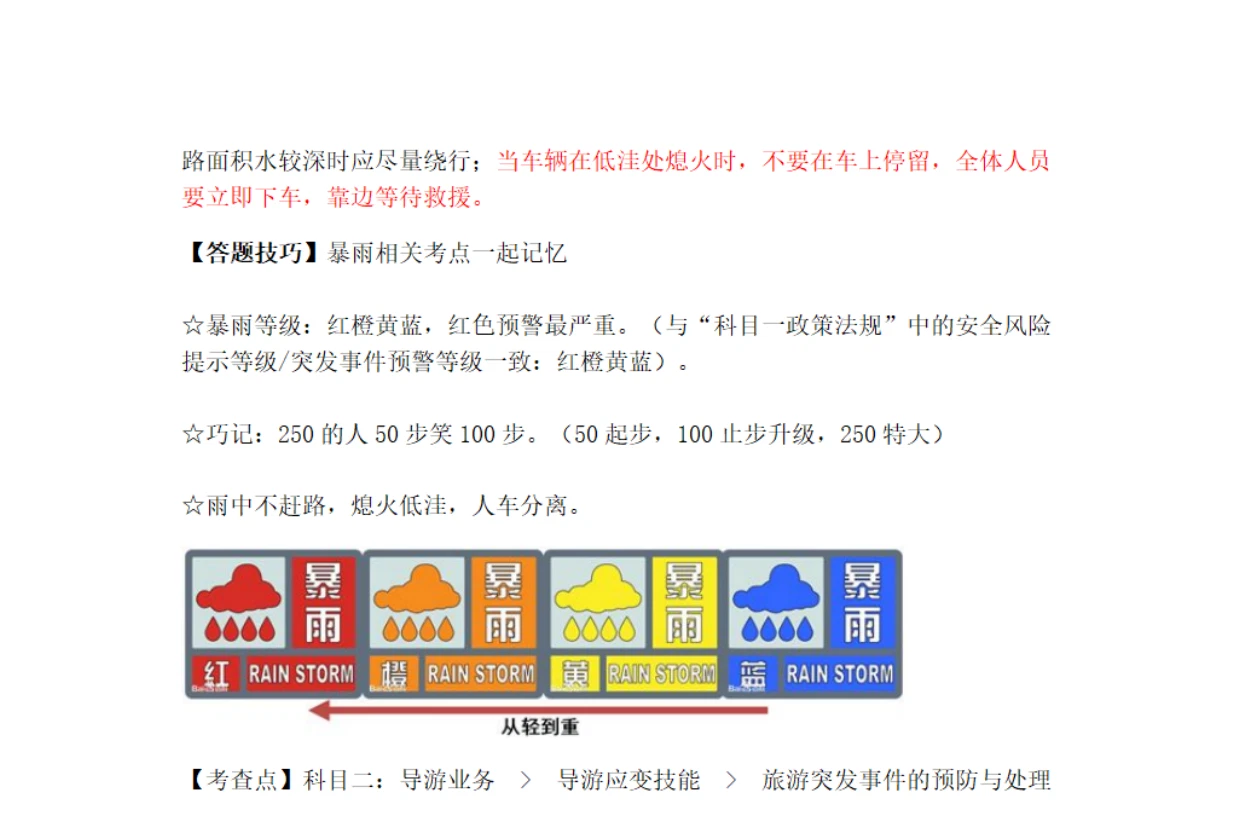 路面积水较深时应尽量绕行；当车辆在低洼处熄火时，不要在车上停留，全体人员
要立即下车，靠边等待救援。
【答题技巧】暴雨相关考点一起记忆
☆暴雨等级：红橙黄蓝，红色预警最严重。（与“科目一政策法规”中的安全风险
提示等级/突发事件预警等级一致：红橙黄蓝）。
☆巧记：250 的人 50 步笑 100 步。（50 起步，100 止步升级，250 特大）
☆雨中不赶路，熄火低洼，人车分离。
暴雨 暴雨 暴雨 暴雨
红 RAIN STORM 橙 RAIN STORM 黄 RAIN STORM 蓝 RAIN STORM
从轻到重
【考查点】科目二：导游业务 > 导游应变技能 > 旅游突发事件的预防与处理